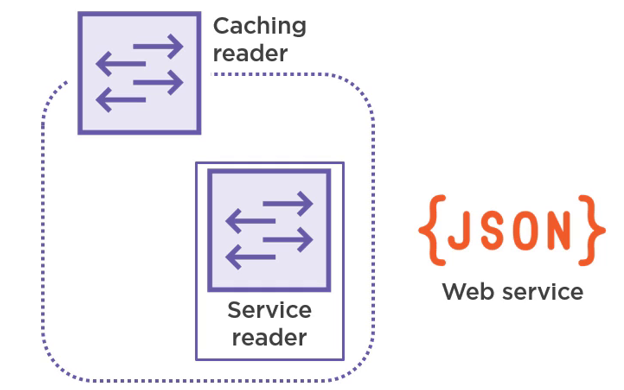 Caching
reader
{JSON}
Web service
Service
reader